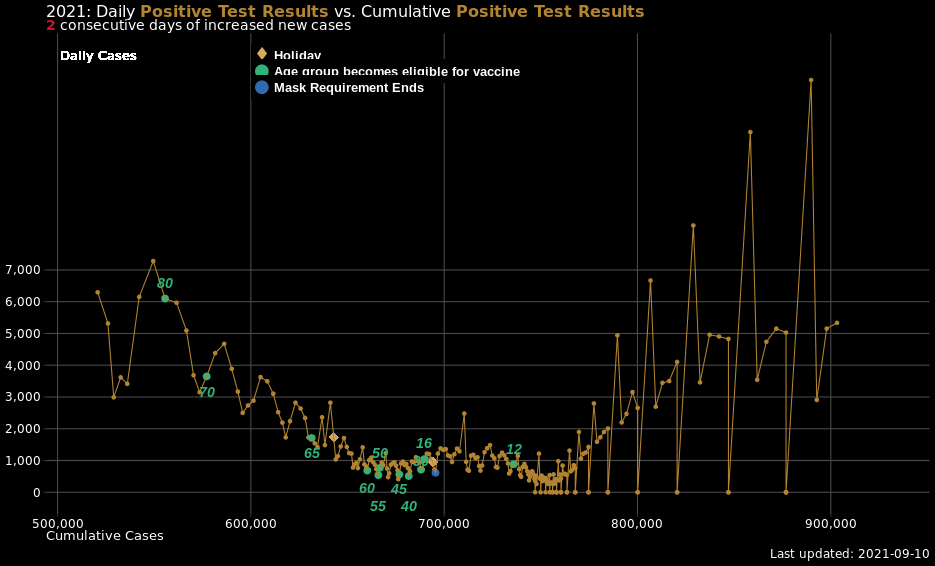 2021: Daily Positive Test Results vs. Cumulative Positive Test Results
2 consecutive days of increased new cases
Daily Cases
Holiday
Age group becomes eligible for vaccine
Mask Requirement Ends
7,000
6,000
5,000
4,000
3,000
2,000
1,000
0
80
70
65
60
50
55
45
40
16
12
500,000
600,000
700,000
800,000
900,000
Cumulative Cases
Last updated: 2021-09-10